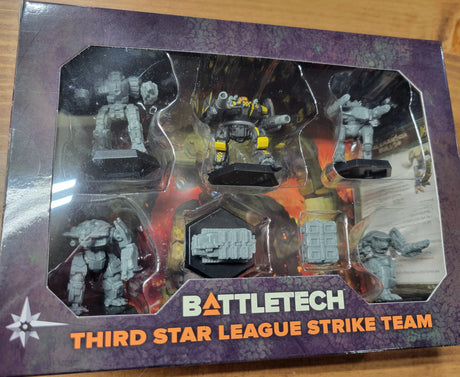 BATTLETECH
THIRD STAR LEAGUE STRIKE TEAM